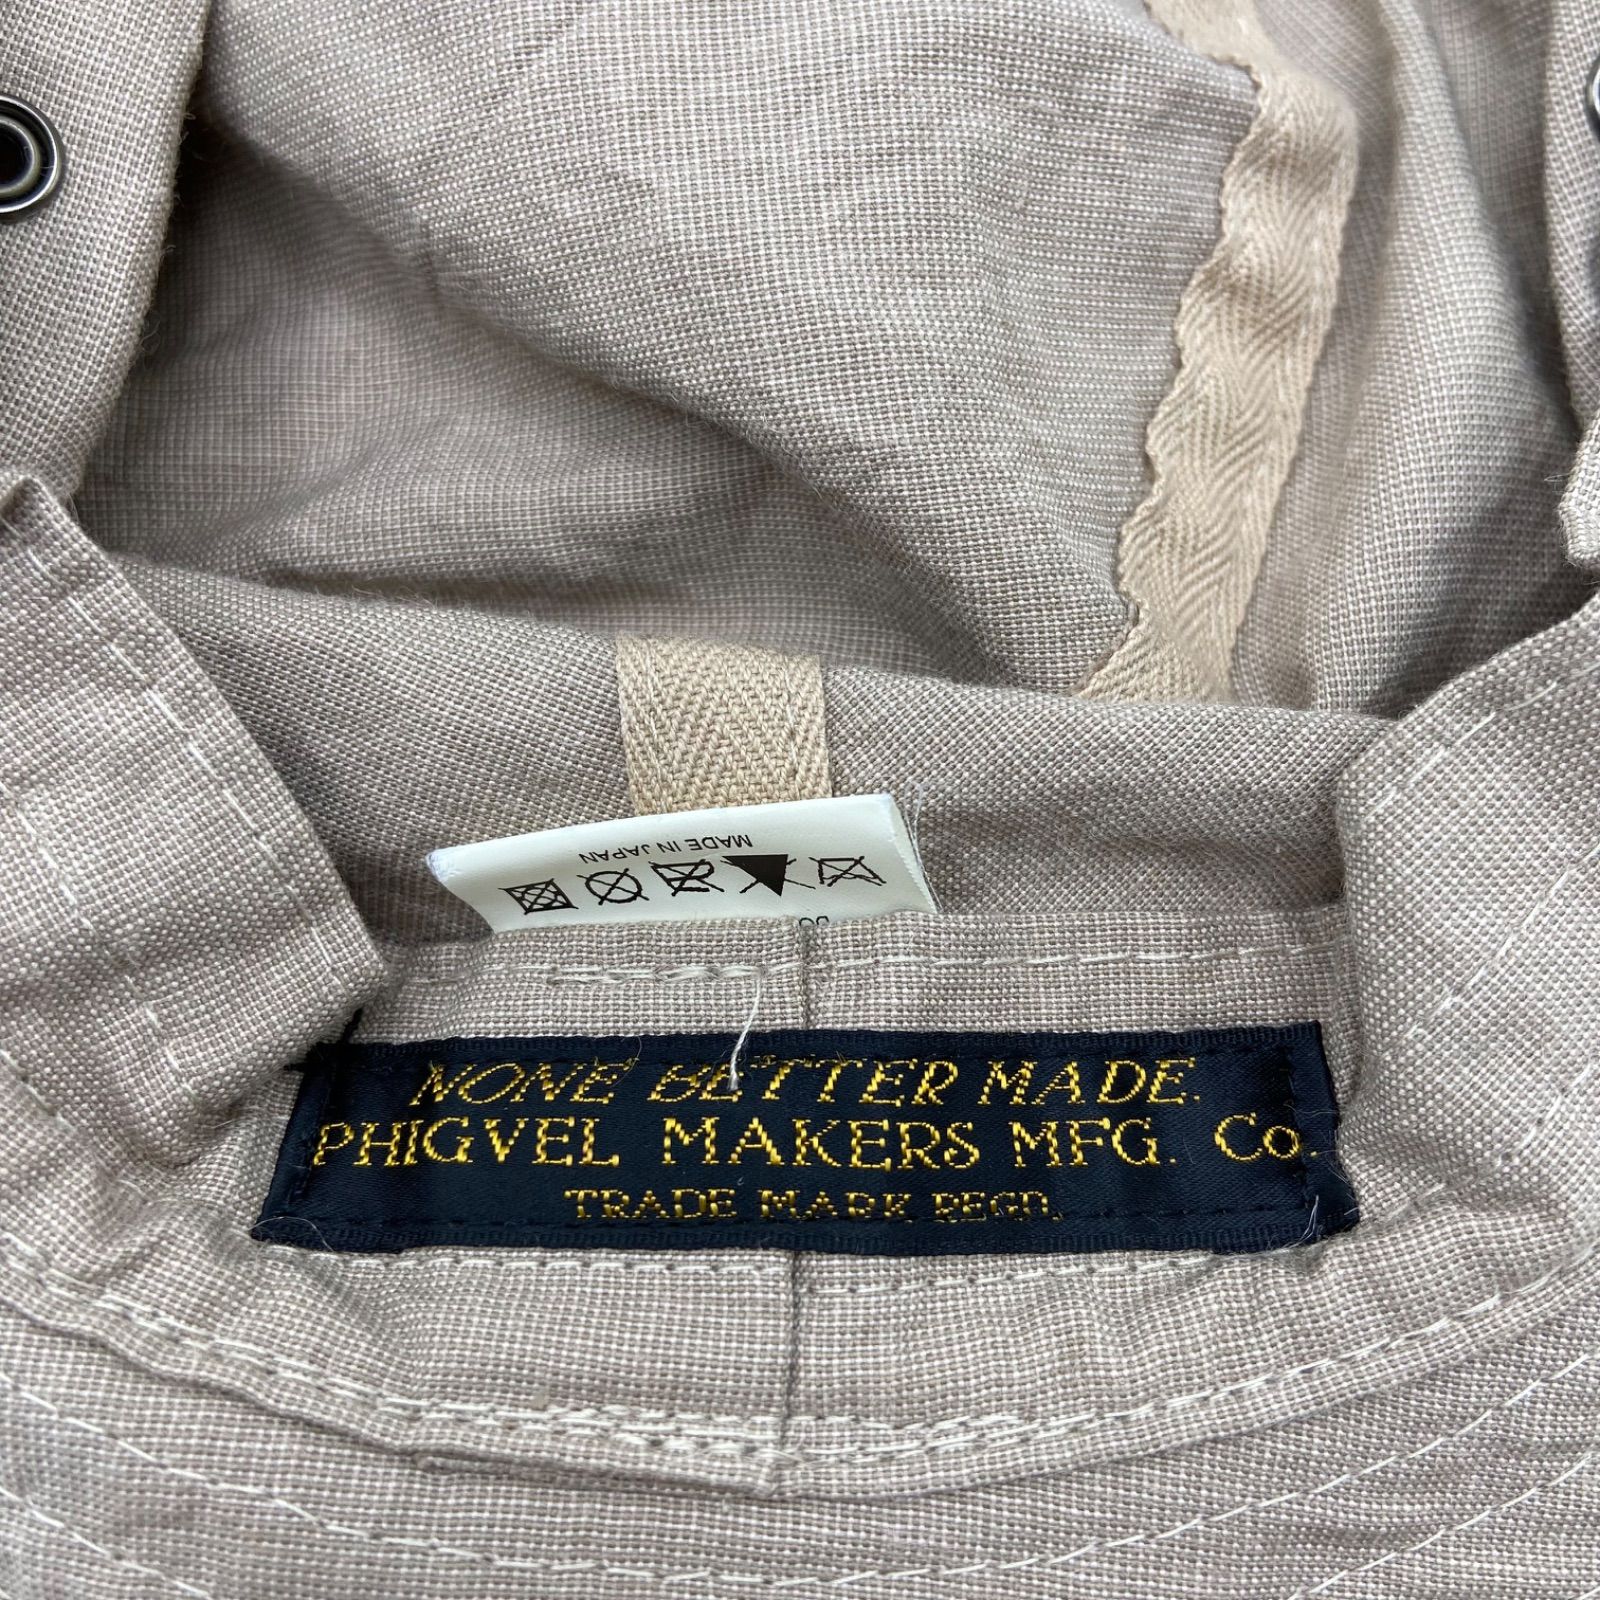 MADE IN JAPAN
NONE BETTER MADE.
PHIGVEL MAKERS MFG. Co.
TRADE MARK REGD.